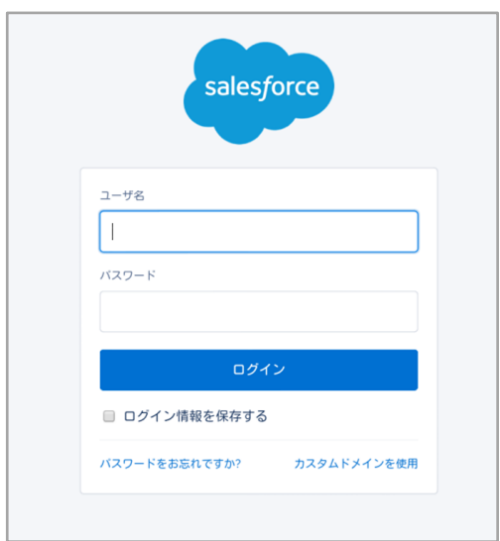 salesforce
ユーザ名
パスワード
ログイン
ログイン情報を保存する
パスワードをお忘れですか?
カスタムドメインを使用